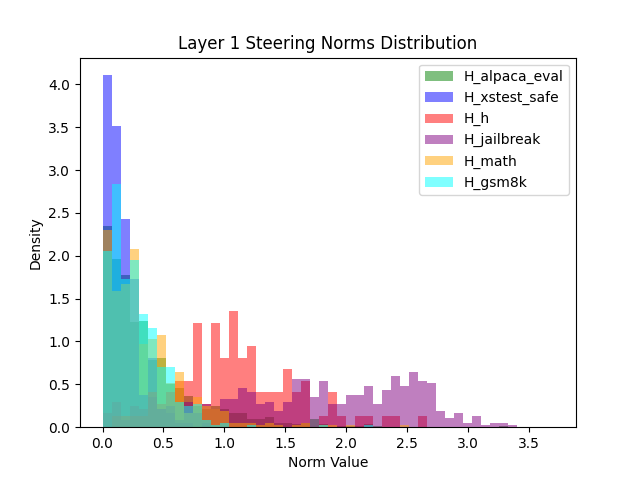 Layer 1 Steering Norms Distribution
H_alpaca_eval
H_xstest_safe
H_h
H_jailbreak
H_math
H_gsm8k
Density
4.0
3.5
3.0
2.5
2.0
1.5
1.0
0.5
0.0
0.0 0.5 1.0 1.5 2.0 2.5 3.0 3.5
Norm Value